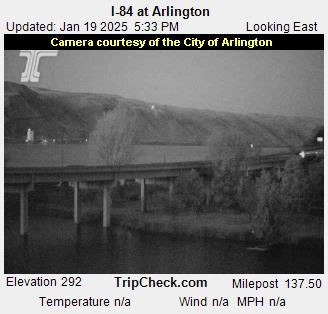 I-84 at Arlington
Updated: Jan 19 2025 5:33 PM Looking East
Camera courtesy of the City of Arlington
Elevation 292 TripCheck.com Milepost 137.50
Temperature n/a Wind n/a MPH n/a